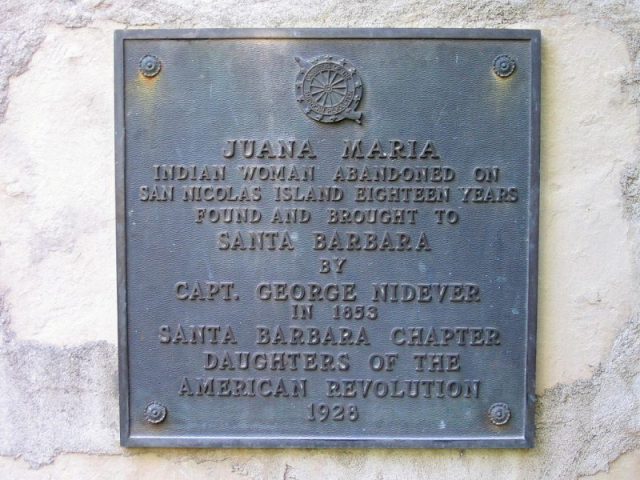 JUANA MARIA
INDIAN WOMAN ABANDONED ON
SAN NICOLAS ISLAND EIGHTEEN YEARS
FOUND AND BROUGHT TO
SANTA BARBARA
BY
CAPT. GEORGE NIDEVER
IN 1853
SANTA BARBARA CHAPTER
DAUGHTERS OF THE
AMERICAN REVOLUTION
1928